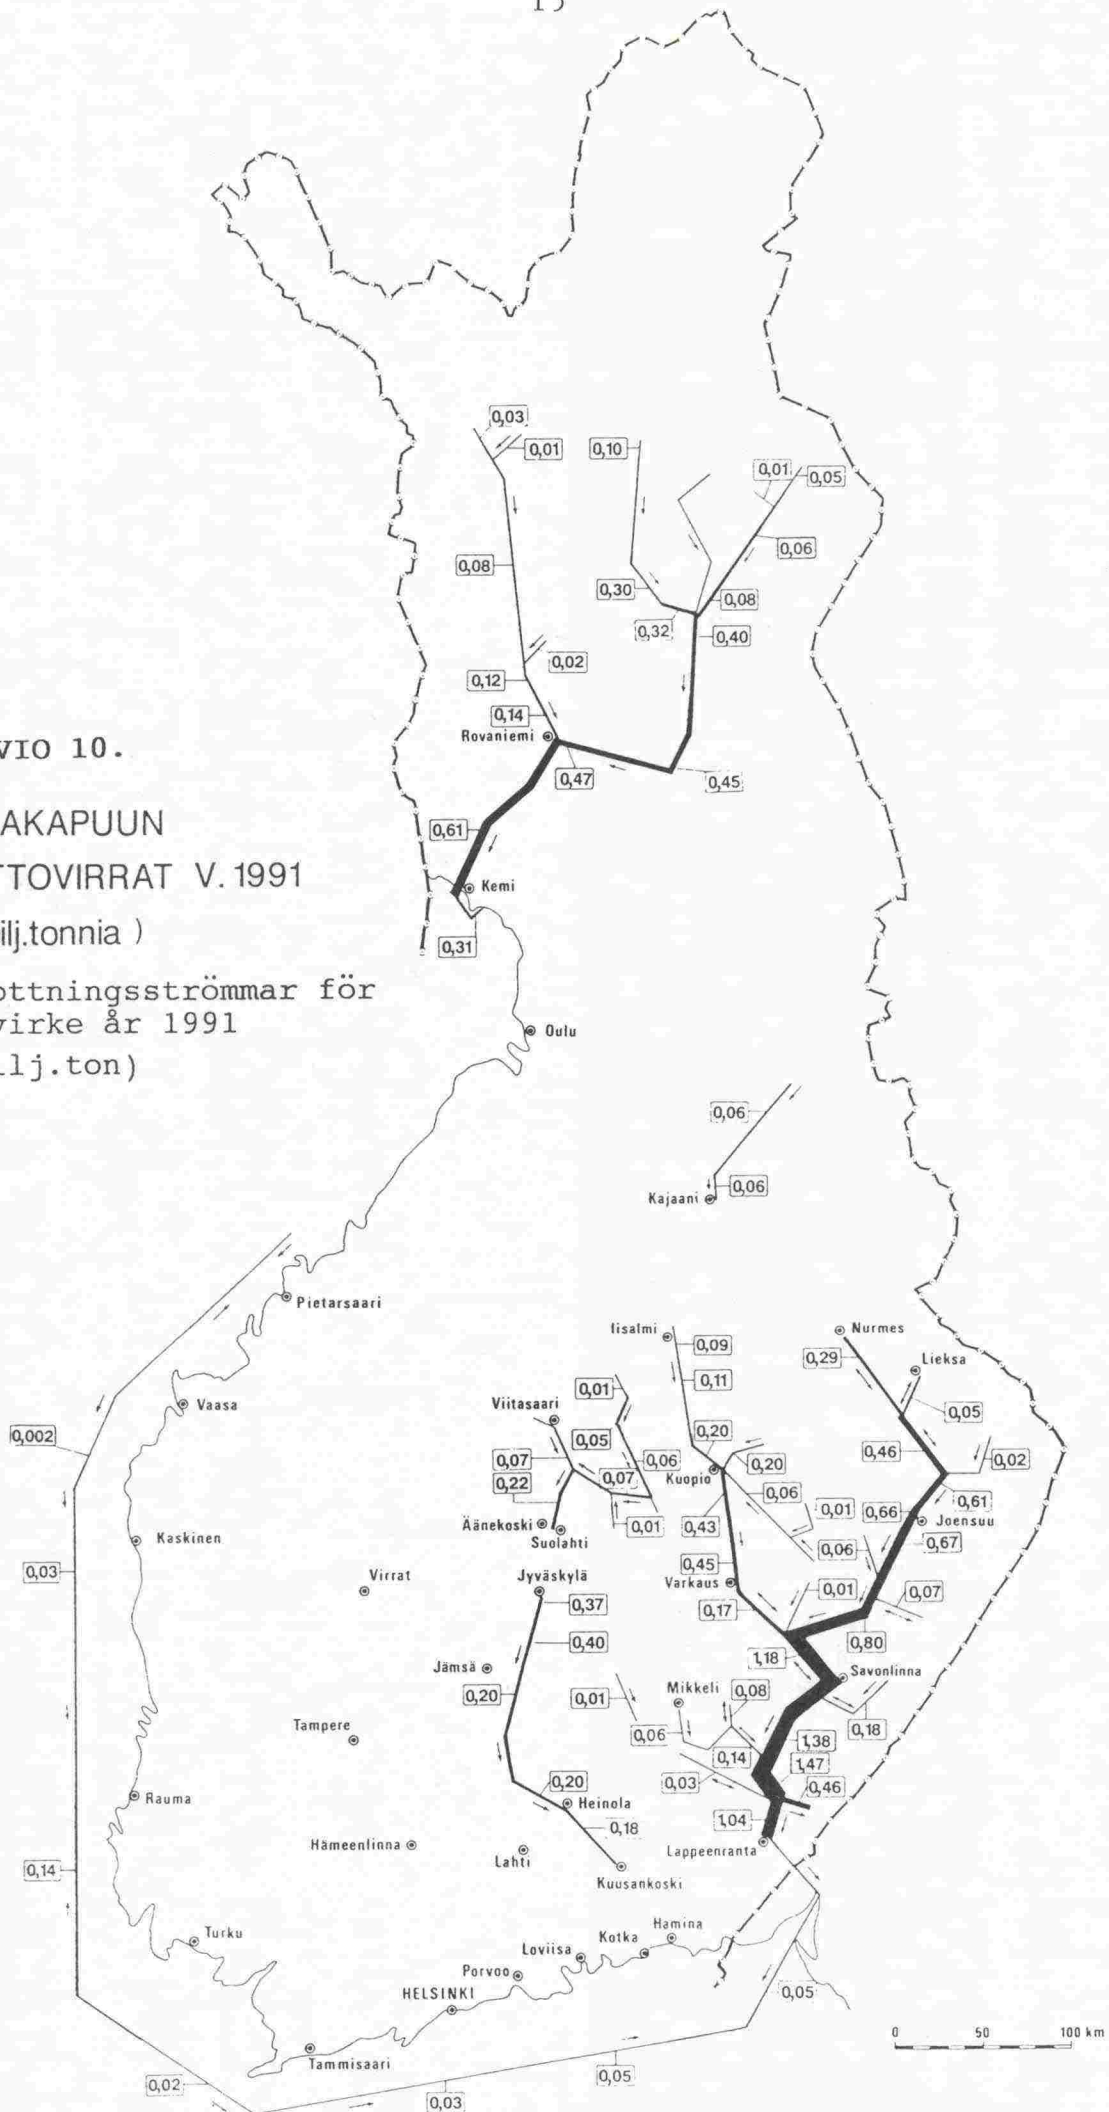 15
VIO 10.
AKAPUUN
TTOVIRRAT V. 1991
ilj.tonnia )
ottningsströmmar för
virke år 1991
llj.ton)
0,03
0,01
0,10
0,01
0,05
0,06
0,08
0,30
0,08
0,32
0,40
0,02
0,12
0,14
Rovaniemi
0,47
0,45
0,61
Kemi
0,31
Oulu
0,06
0,06
Kajaani
Pietarsaari
Vaasa
0,002
Kaskinen
0,03
Iisalmi
0,09
0,11
Nurmes
0,29
Lieksa
0,05
0,01
Viitasaari
0,05
0,07
0,06
0,07
0,22
0,01
Äänekoski
Suolahti
0,20
0,20
Kuopio
0,06
0,43
0,01
0,46
0,02
0,61
0,66
Joensuu
0,67
0,06
0,45
Varkaus
0,01
0,07
0,17
0,80
Virrat
Jyväskylä
0,37
0,40
1,18
Savonlinna
Jämsä
0,20
0,01
Mikkeli
0,08
0,18
0,06
Tampere
1,38
0,14
1,47
0,03
0,46
0,20
Rauma
Heinola
0,18
1,04
Hämeenlinna
Lahti
Lappeenranta
0,14
Kuusankoski
Turku
Hamina
Kotka
Loviisa
Porvoo
HELSINKI
0,05
Tammisaari
0 50 100 km
0,05
0,02
0,03